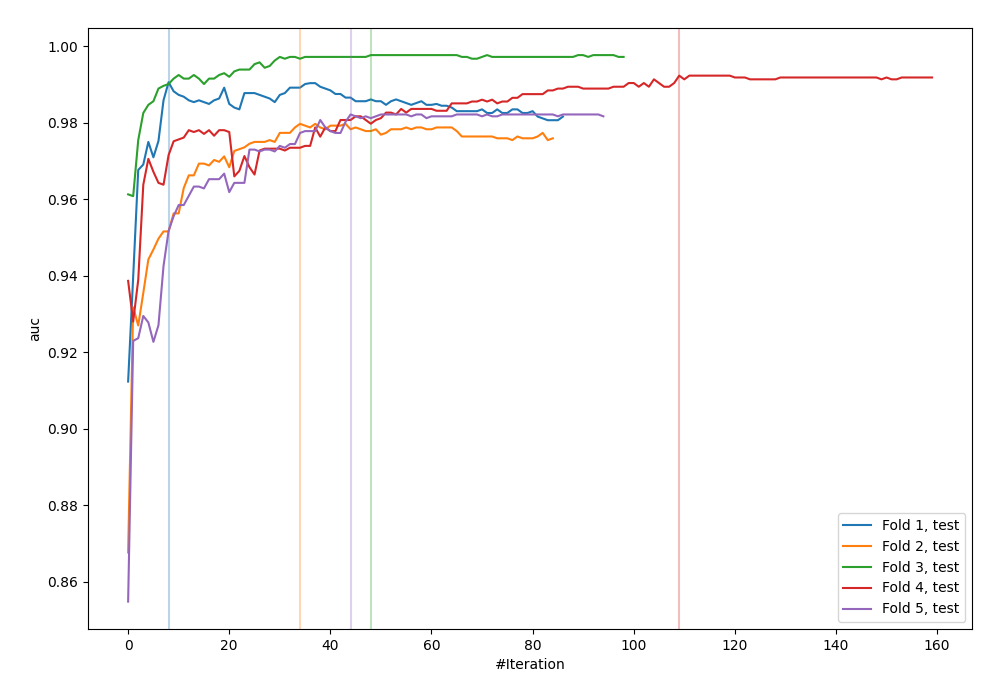 1.00
0.98
0.96
0.94
0.92
0.90
0.88
0.86
auc
0 20 40 60 80 100 120 140 160
#Iteration
Fold 1, test
Fold 2, test
Fold 3, test
Fold 4, test
Fold 5, test